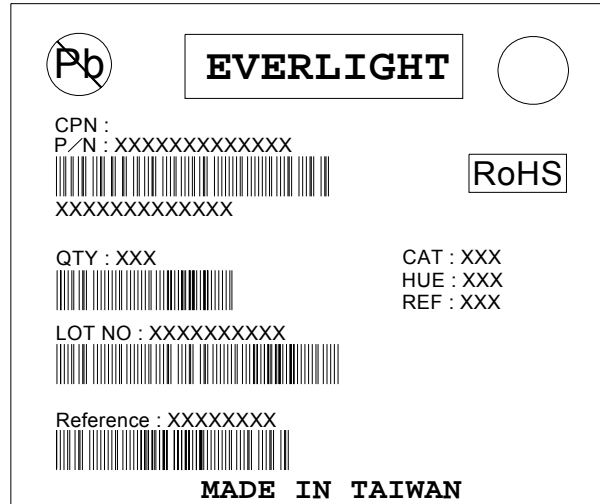 Pb
EVERLIGHT
CPN :
P/N : XXXXXXXXXXXXX
XXXXXXXXXXXXX
RoHS
QTY : XXX
CAT : XXX
HUE : XXX
REF : XXX
LOT NO : XXXXXXXXXX
Reference : XXXXXXXX
MADE IN TAIWAN